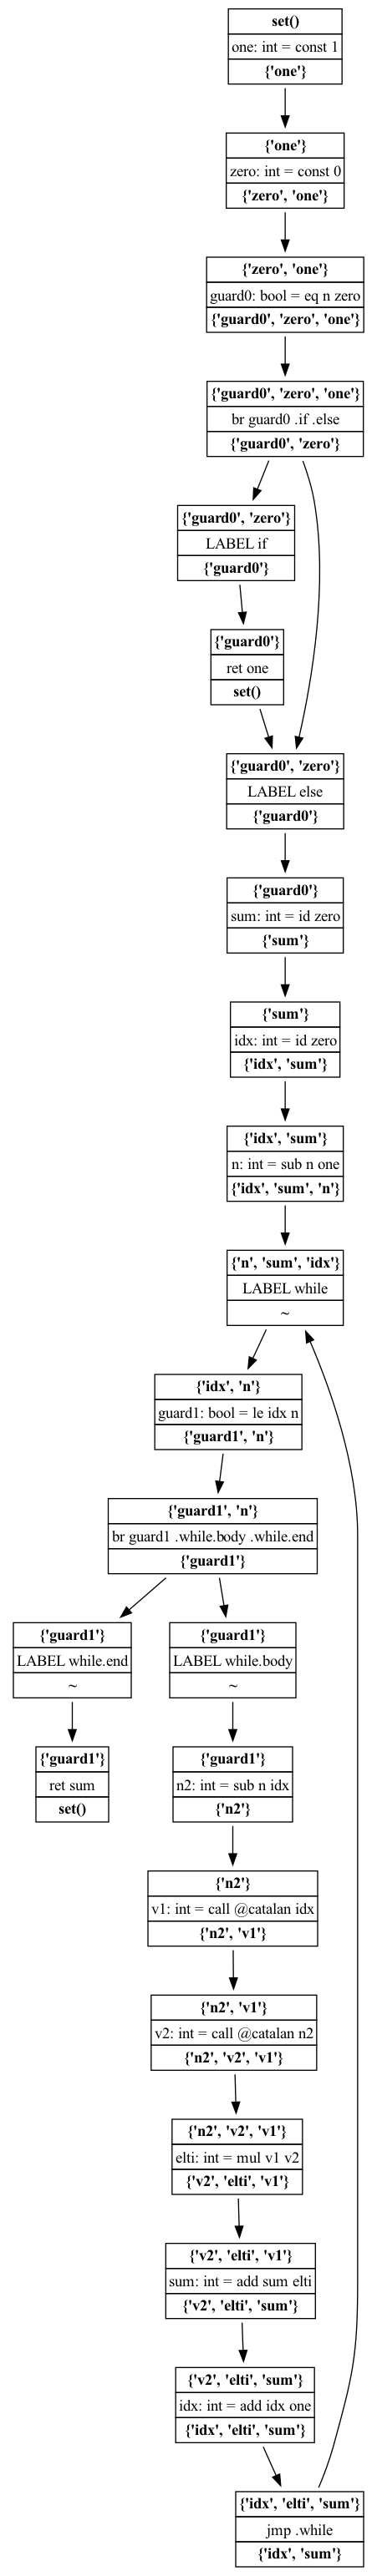 set()
one: int = const 1
{'one'}
{'one'}
zero: int = const 0
{'zero', 'one'}
{'zero', 'one'}
guard0: bool = eq n zero
{'guard0', 'zero', 'one'}
{'guard0', 'zero', 'one'}
br guard0 .if .else
{'guard0', 'zero'}
{'guard0', 'zero'}
LABEL if
{'guard0'}
{'guard0'}
ret one
set()
{'guard0', 'zero'}
LABEL else
{'guard0'}
{'guard0'}
sum: int = id zero
{'sum'}
{'sum'}
idx: int = id zero
{'idx', 'sum'}
{'idx', 'sum'}
n: int = sub n one
{'idx', 'sum', 'n'}
{'n', 'sum', 'idx'}
LABEL while
~
{'idx', 'n'}
guard1: bool = le idx n
{'guard1', 'n'}
{'guard1', 'n'}
br guard1 .while.body .while.end
{'guard1'}
{'guard1'}
LABEL while.end
~
{'guard1'}
LABEL while.body
~
{'guard1'}
ret sum
set()
{'guard1'}
n2: int = sub n idx
{'n2'}
{'n2'}
v1: int = call @catalan idx
{'n2', 'v1'}
{'n2', 'v1'}
v2: int = call @catalan n2
{'n2', 'v2', 'v1'}
{'n2', 'v2', 'v1'}
elti: int = mul v1 v2
{'v2', 'elti', 'v1'}
{'v2', 'elti', 'v1'}
sum: int = add sum elti
{'v2', 'elti', 'sum'}
{'v2', 'elti', 'sum'}
idx: int = add idx one
{'idx', 'elti', 'sum'}
{'idx', 'elti', 'sum'}
jmp .while
{'idx', 'sum'}